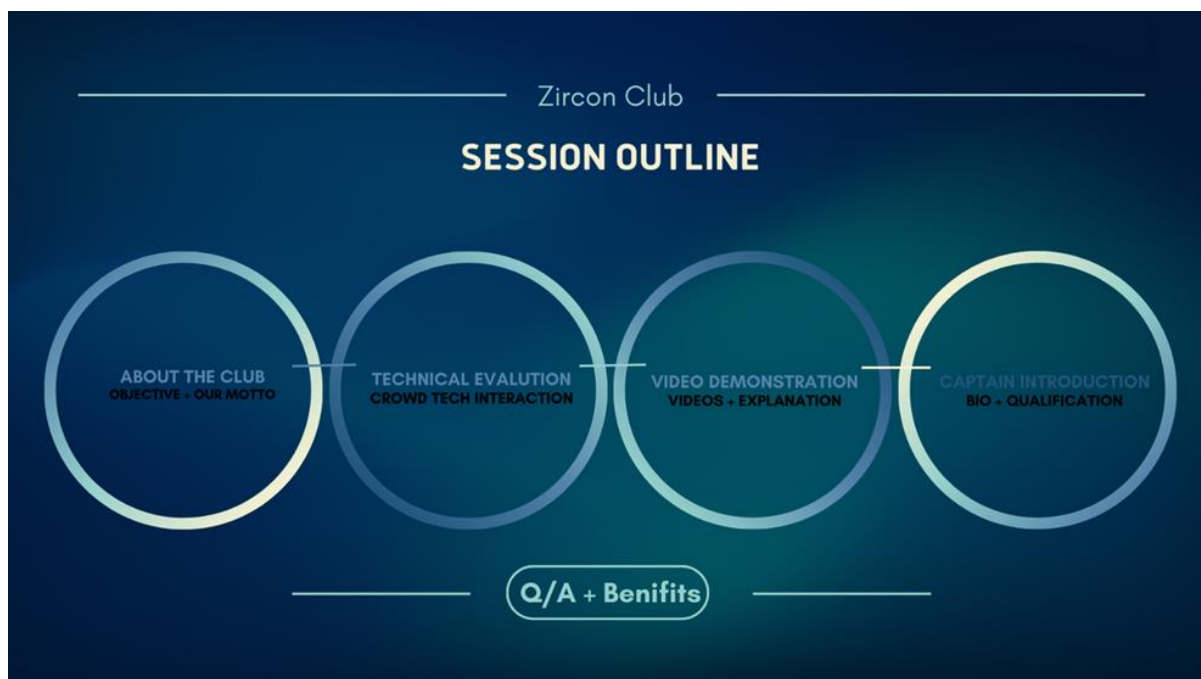 Zircon Club
SESSION OUTLINE
ABOUT THE CLUB
OBJECTIVE + OUR MOTTO
TECHNICAL EVALUTION
CROWD TECH INTERACTION
VIDEO DEMONSTRATION
VIDEOS + EXPLANATION
CAPTAIN INTRODUCTION
BIO + QUALIFICATION
Q/A + Benifits